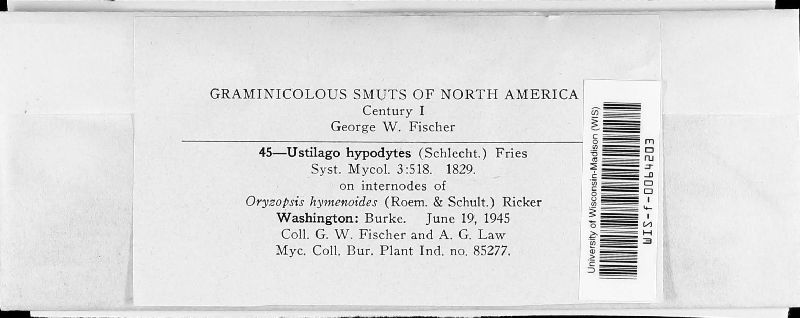 GRAMINICOLOUS SMUTS OF NORTH AMERICA
Century I
George W. Fischer
45—Ustilago hypodytes (Schlecht.) Fries
Syst. Mycol. 3:518. 1829.
on internodes of
Oryzopsis hymenoides (Roem. & Schult.) Ricker
Washington: Burke. June 19, 1945
Coll. G. W. Fischer and A. G. Law
Myc. Coll. Bur. Plant Ind. no. 85277.
University of Wisconsin-Madison (WIS)